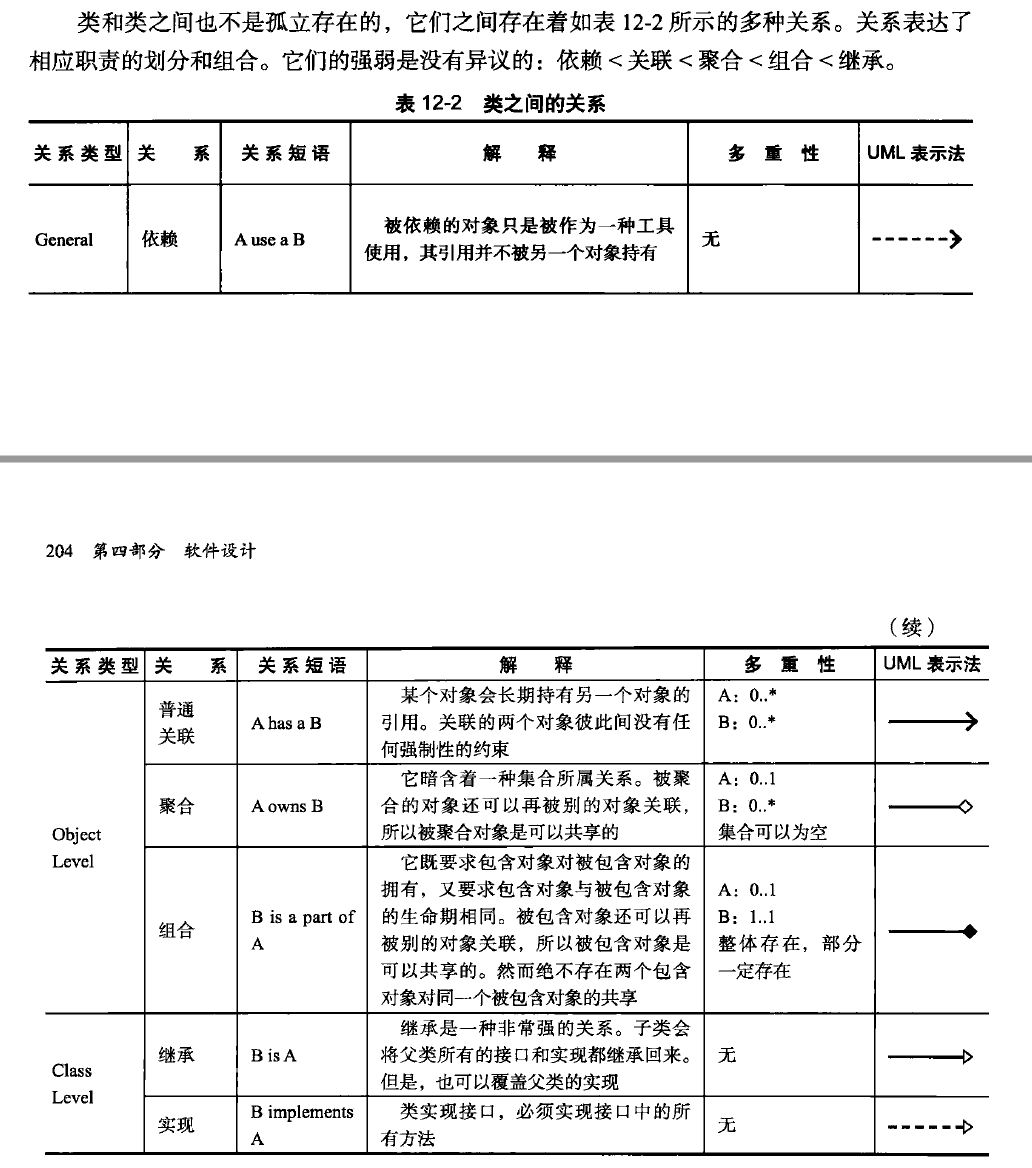 类和类之间也不是孤立存在的，它们之间存在着如表 12-2 所示的多种关系。关系表达了
相应职责的划分和组合。它们的强弱是没有异议的：依赖 < 关联 < 聚合 < 组合 < 继承。
表 12-2 类之间的关系
关系类型 关 系 关系短语 解 释 多 重 性 UML 表示法
General 依赖 A use a B 被依赖的对象只是被作为一种工具
使用，其引用并不被另一个对象持有
无
204 第四部分 软件设计
（续）
关系类型 关 系 关系短语 解 释 多 重 性 UML 表示法
Object
Level
普通
关联
A has a B
某个对象会长期持有另一个对象的
引用。关联的两个对象彼此间没有任
何强制性的约束
A：0..*
B：0..*
聚合
A owns B
它暗含着一种集合所属关系。被聚
合的对象还可以再被别的对象关联，
所以被聚合对象是可以共享的
A：0..1
B：0..*
集合可以为空
组合
B is a part of
A
它既要求包含对象对被包含对象的
拥有，又要求包含对象与被包含对象
的生命期相同。被包含对象还可以再
被别的对象关联，所以被包含对象是
可以共享的。然而绝不存在两个包含
对象对同一个被包含对象的共享
A：0..1
B：1..1
整体存在，部分
一定存在
Class
Level
继承
B is A
继承是一种非常强的关系。子类会
将父类所有的接口和实现都继承回来。
但是，也可以覆盖父类的实现
无
实现
B implements
A
类实现接口，必须实现接口中的所
有方法
无